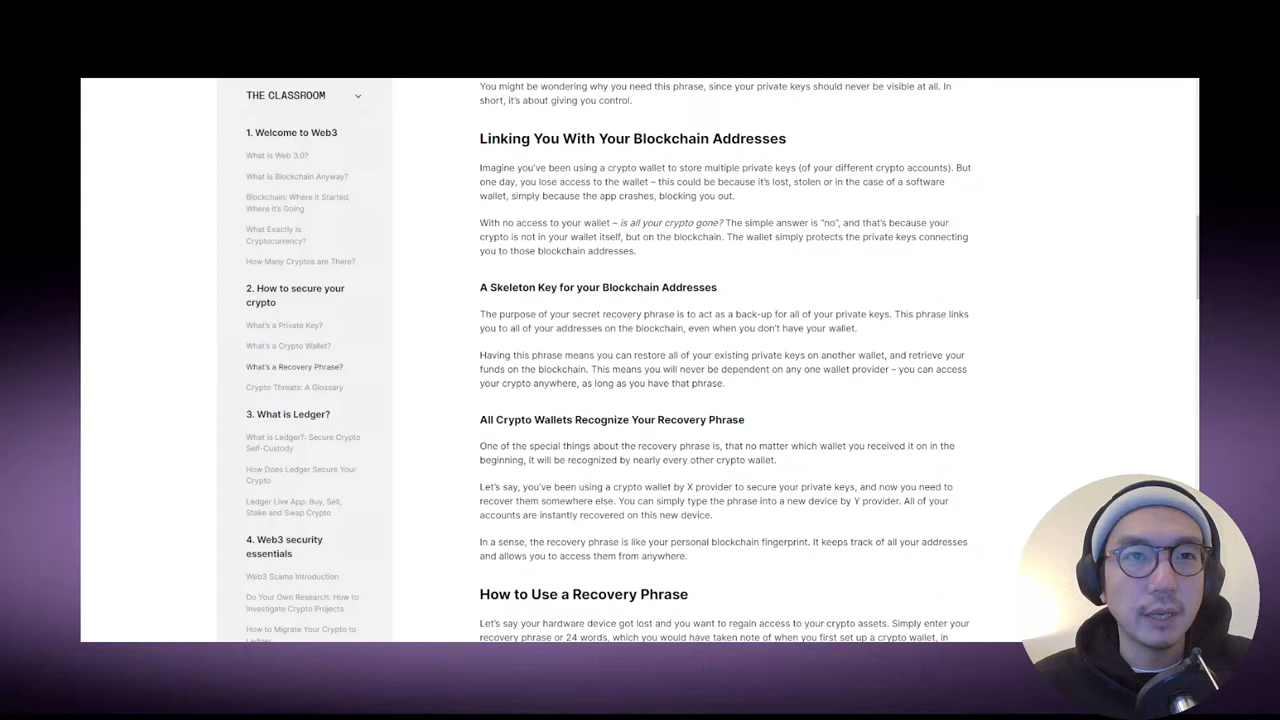 THE CLASSROOM
1. Welcome to Web3
What is Web 3.0?
What is Blockchain Anyway?
Blockchain: Where it Started,
Where it's Going
What Exactly is
Cryptocurrency?
How Many Cryptos are There?
2. How to secure your
crypto
What's a Private Key?
What's a Crypto Wallet?
What's a Recovery Phrase?
Crypto Threats: A Glossary
3. What is Ledger?
What is Ledger?: Secure Crypto
Self-Custody
How Does Ledger Secure Your
Crypto
Ledger Live App: Buy, Sell,
Stake and Swap Crypto
4. Web3 security
essentials
Web3 Scams Introduction
Do Your Own Research: How to
Investigate Crypto Projects
How to Migrate Your Crypto to
Ledger
You might be wondering why you need this phrase, since your private keys should never be visible at all. In
short, it's about giving you control.
Linking You With Your Blockchain Addresses
Imagine you've been using a crypto wallet to store multiple private keys (of your different crypto accounts). But
one day, you lose access to the wallet – this could be because it's lost, stolen or in the case of a software
wallet, simply because the app crashes, blocking you out.
With no access to your wallet – is all your crypto gone? The simple answer is "no", and that's because your
crypto is not in your wallet itself, but on the blockchain. The wallet simply protects the private keys connecting
you to those blockchain addresses.
A Skeleton Key for your Blockchain Addresses
The purpose of your secret recovery phrase is to act as a back-up for all of your private keys. This phrase links
you to all of your addresses on the blockchain, even when you don't have your wallet.
Having this phrase means you can restore all of your existing private keys on another wallet, and retrieve your
funds on the blockchain. This means you will never be dependent on any one wallet provider – you can access
your crypto anywhere, as long as you have that phrase.
All Crypto Wallets Recognize Your Recovery Phrase
One of the special things about the recovery phrase is, that no matter which wallet you received it on in the
beginning, it will be recognized by nearly every other crypto wallet.
Let's say, you've been using a crypto wallet by X provider to secure your private keys, and now you need to
recover them somewhere else. You can simply type the phrase into a new device by Y provider. All of your
accounts are instantly recovered on this new device.
In a sense, the recovery phrase is like your personal blockchain fingerprint. It keeps track of all your addresses
and allows you to access them from anywhere.
How to Use a Recovery Phrase
Let's say your hardware device got lost and you want to regain access to your crypto assets. Simply enter your
recovery phrase or 24 words, which you would have taken note of when you first set up a crypto wallet, in